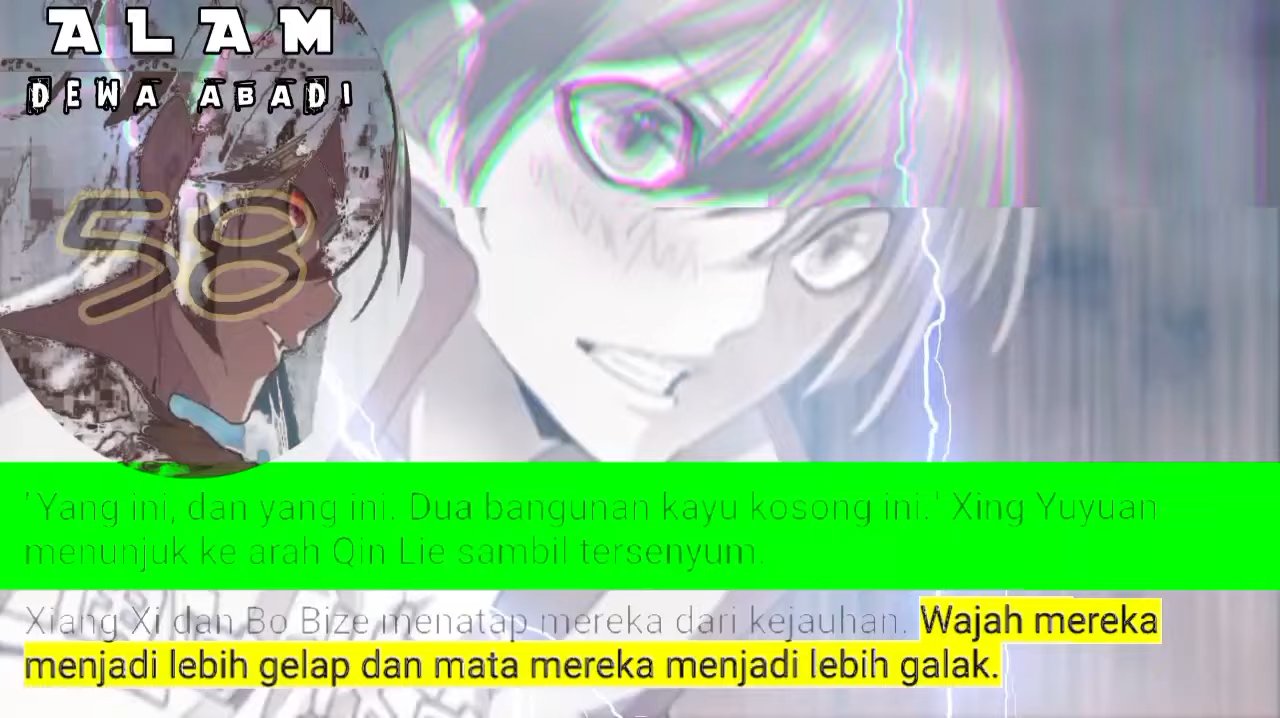 ALAM
DEWA ABADI
58
'Yang ini, dan yang ini. Dua bangunan kayu kosong ini.' Xing Yuyuan
menunjuk ke arah Qin Lie sambil tersenyum.
Xiang Xi dan Bo Bize menatap mereka dari kejauhan. Wajah mereka
menjadi lebih gelap dan mata mereka menjadi lebih galak.